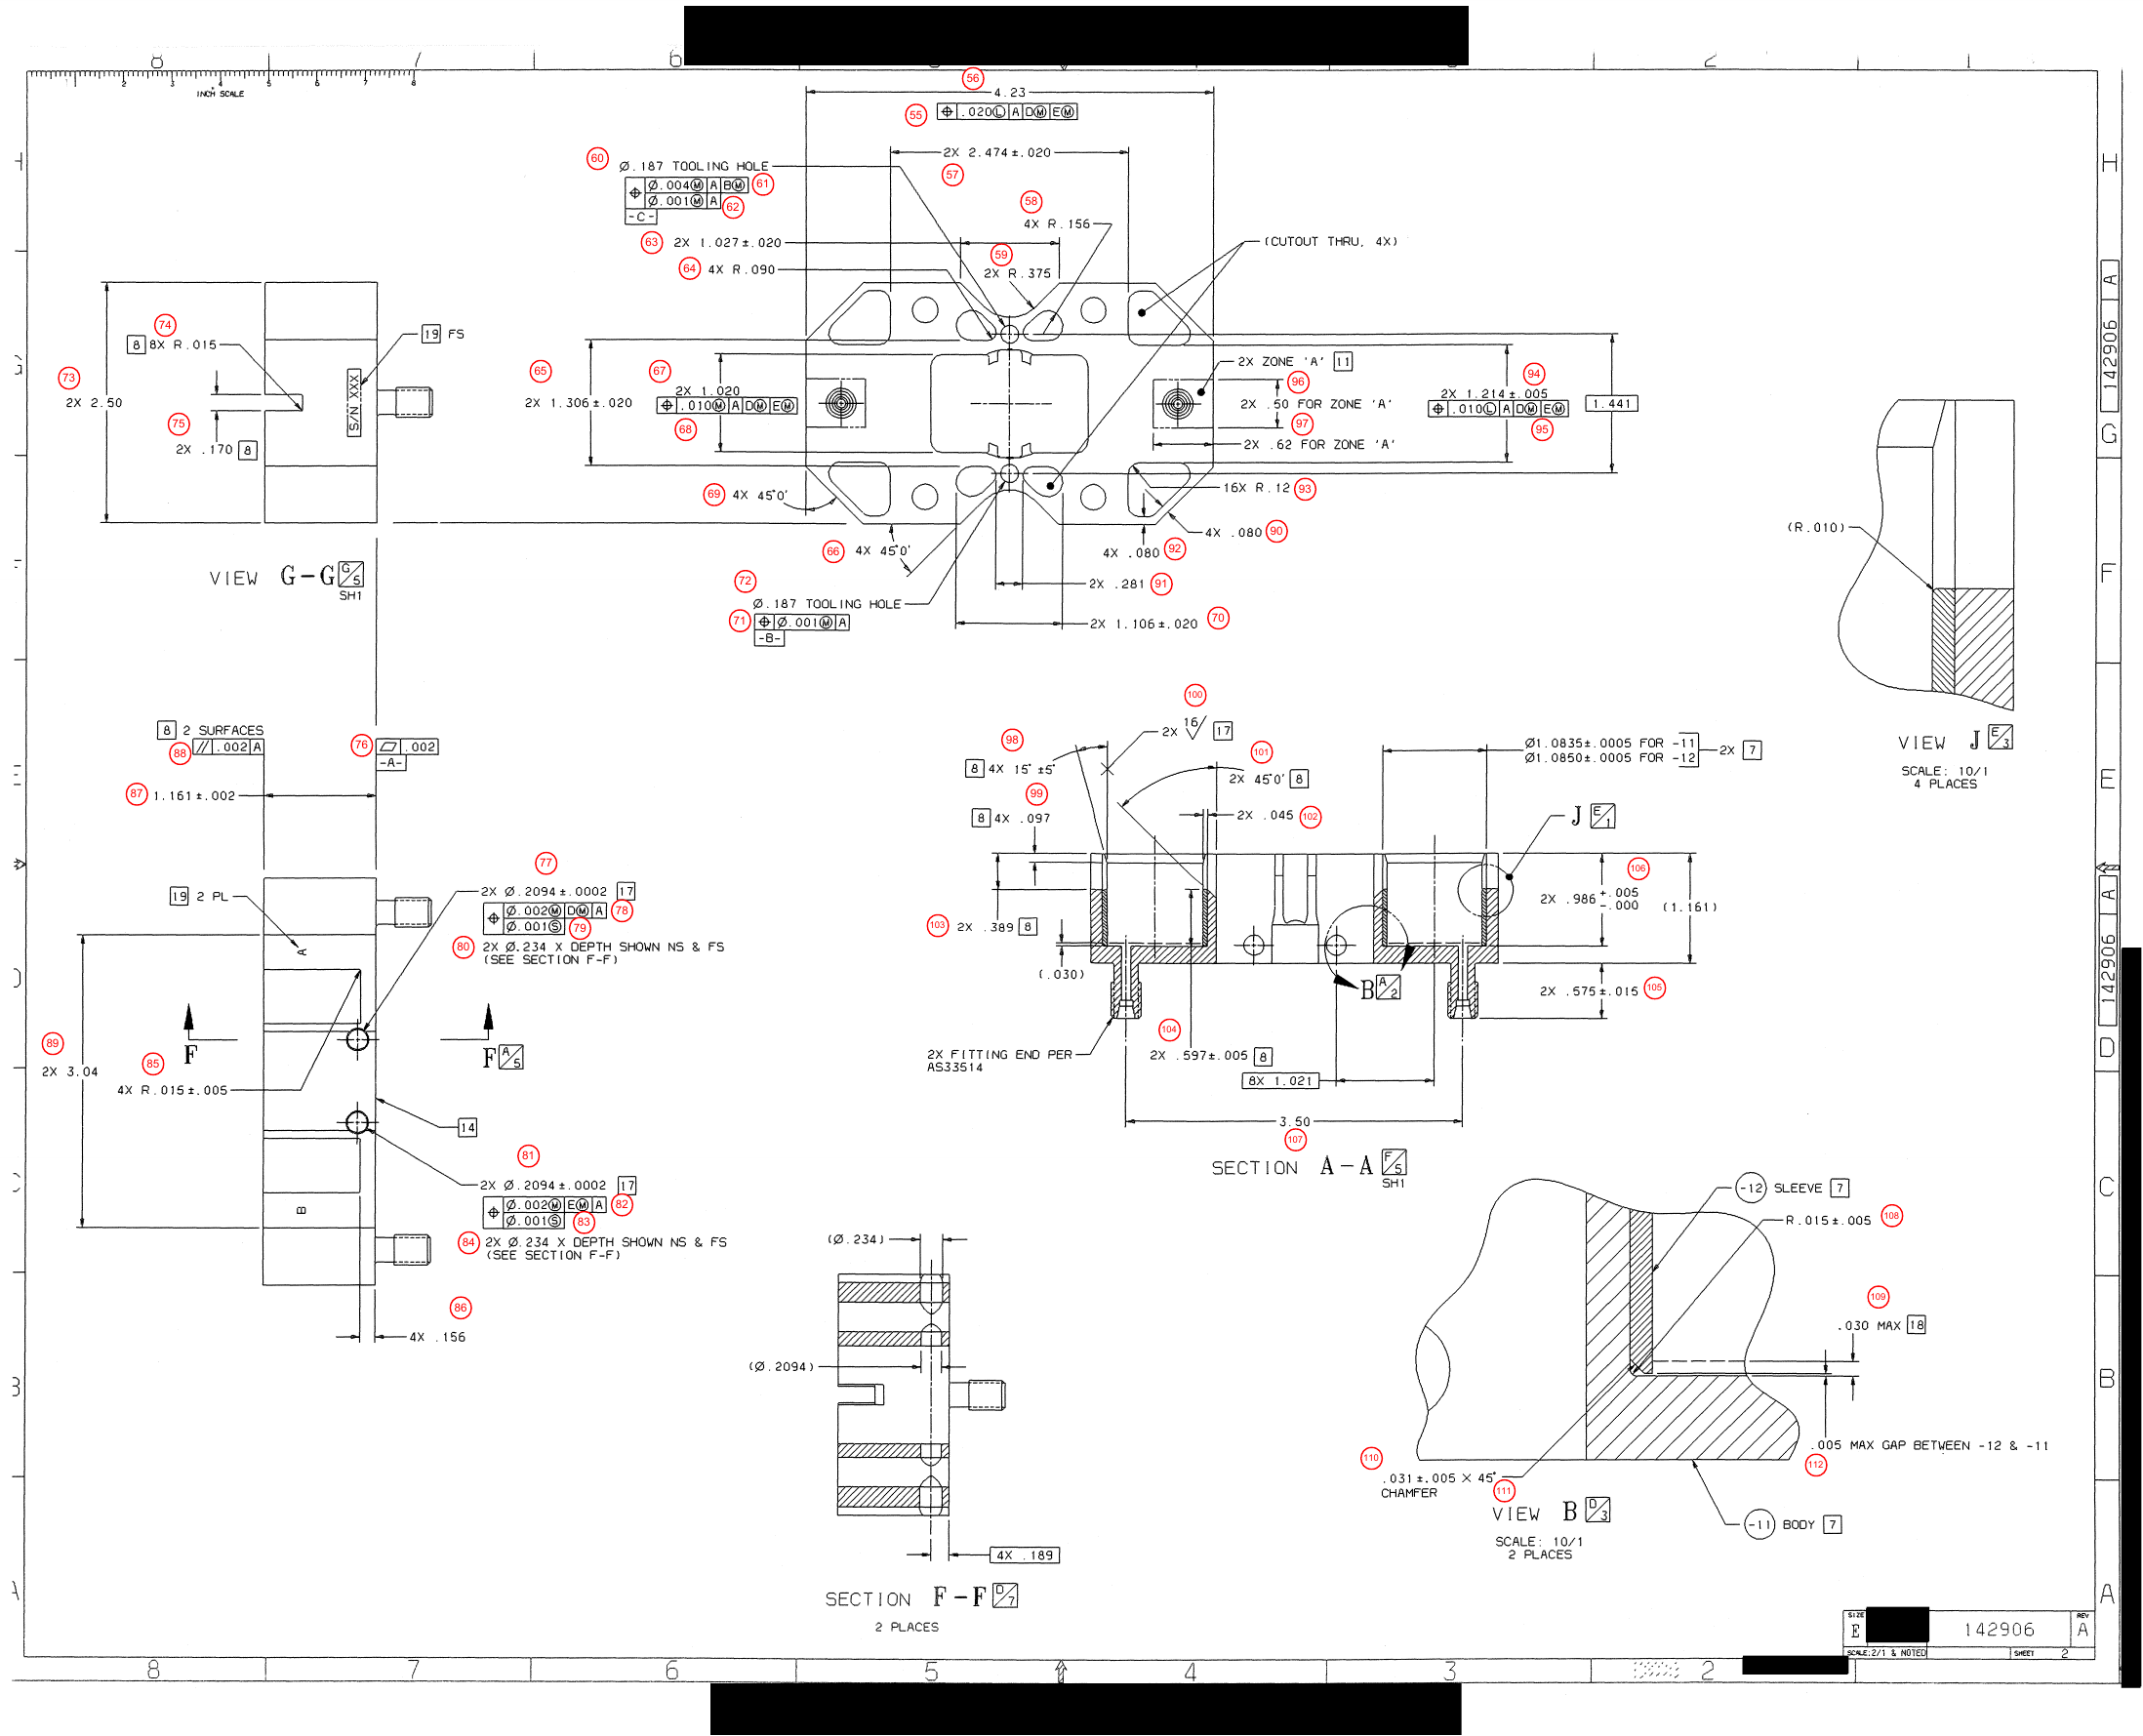 8
7
6
2
1
1 2 3 4 5 6 7 8
INCH SCALE
56
4.23
55
⌖ .020Ⓛ A DⓂ EⓂ
2X 2.474±.020
57
60
Ø.187 TOOLING HOLE
⌖ Ø.004Ⓜ A BⓂ 61
Ø.001Ⓜ A 62
-C-
58
4X R.156
63 2X 1.027±.020
59
(CUTOUT THRU, 4X)
64 4X R.090
2X R.375
74
8 8X R.015
19 FS
73
2X 2.50
S/N XXX
75
2X .170 8
65
2X 1.306±.020
67
2X 1.020
⌖ .010Ⓜ A DⓂ EⓂ
68
2X ZONE 'A' 11
96
2X .50 FOR ZONE 'A'
97
2X .62 FOR ZONE 'A'
94
2X 1.214±.005
⌖ .010Ⓛ A DⓂ EⓂ
95
1.441
69 4X 45°0'
16X R.12 93
4X .080 90
66 4X 45°0'
4X .080 92
2X .281 91
72
Ø.187 TOOLING HOLE
71 ⌖ Ø.001Ⓜ A
-B-
2X 1.106±.020 70
VIEW G-G G/5
SH1
(R.010)
VIEW J E/3
SCALE: 10/1
4 PLACES
8 2 SURFACES
88 // .002 A
76 ⏥ .002
-A-
87 1.161±.002
100
2X 16 17
98
8 4X 15°±5°
101
2X 45°0' 8
99
8 4X .097
2X .045 102
Ø1.0835±.0005 FOR -11
Ø1.0850±.0005 FOR -12
2X 7
J E/1
106
2X .986 +.005
-.000
(1.161)
103 2X .389 8
(.030)
B A/2
2X .575±.015 105
104
2X FITTING END PER
AS33514
2X .597±.005 8
8X 1.021
3.50
107
SECTION A-A F/5
SH1
77
19 2 PL
2X Ø.2094±.0002 17
⌖ Ø.002Ⓜ DⓂ A 78
Ø.001Ⓢ 79
80 2X Ø.234 X DEPTH SHOWN NS & FS
(SEE SECTION F-F)
A
F
F A/5
89
2X 3.04
85
4X R.015±.005
14
81
2X Ø.2094±.0002 17
⌖ Ø.002Ⓜ EⓂ A 82
Ø.001Ⓢ 83
84 2X Ø.234 X DEPTH SHOWN NS & FS
(SEE SECTION F-F)
B
86
4X .156
(Ø.234)
(Ø.2094)
4X .189
SECTION F-F D/7
2 PLACES
-12 SLEEVE 7
R.015±.005 108
109
.030 MAX 18
.005 MAX GAP BETWEEN -12 & -11
112
110
.031±.005 X 45°
CHAMFER
111
VIEW B D/3
SCALE: 10/1
2 PLACES
-11 BODY 7
H
G
F
E
D
C
B
A
142906 A
142906 A
SIZE
E
142906
REV
A
SCALE:2/1 & NOTED
SHEET 2
8
7
6
5
4
3
2